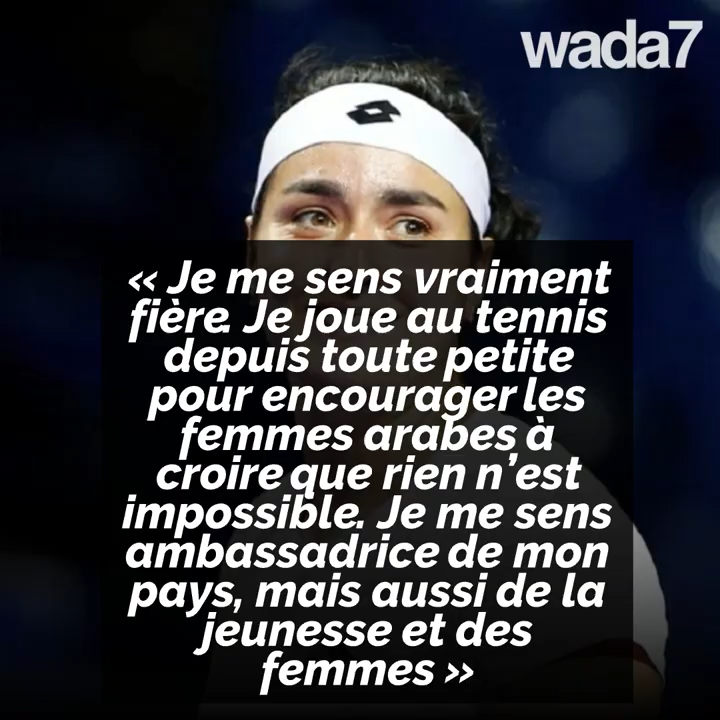 wada7
« Je me sens vraiment
fière. Je joue au tennis
depuis toute petite
pour encourager les
femmes arabes à
croire que rien n’est
impossible. Je me sens
ambassadrice de mon
pays, mais aussi de la
jeunesse et des
femmes »